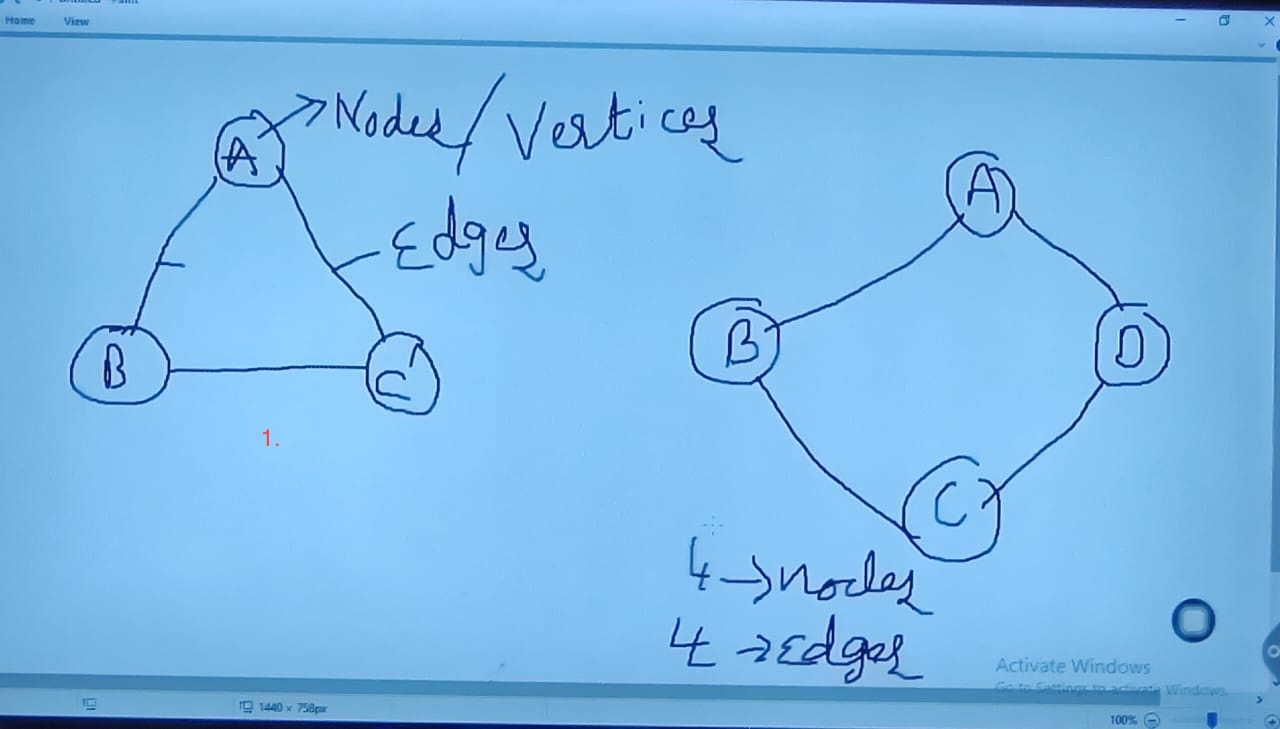 Home View
A → Nodes / Vertices
Edges
B
C
1.
A
B
D
C
4 → Nodes
4 → Edges
Activate Windows
Go to Settings to activate Windows.
1440 × 758px
100%